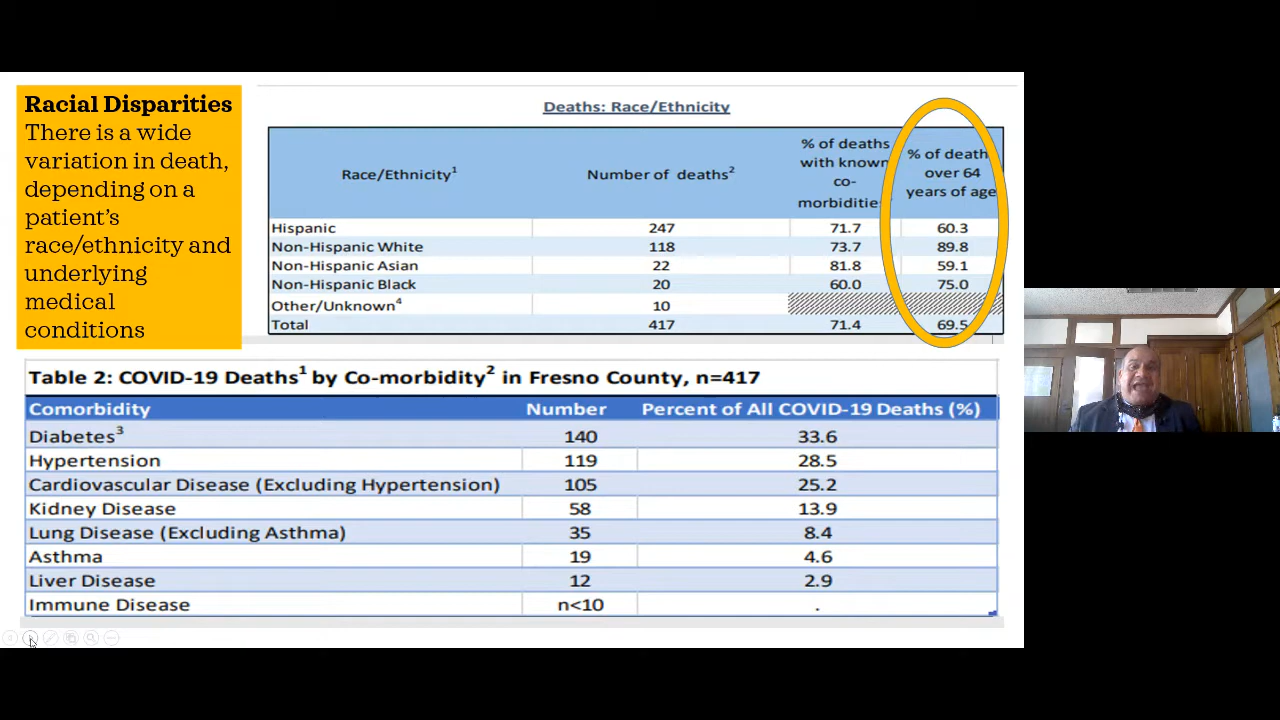 Racial Disparities
There is a wide
variation in death,
depending on a
patient's
race/ethnicity and
underlying
medical
conditions
Deaths: Race/Ethnicity
Race/Ethnicity1 Number of deaths2 % of deaths with known co-morbiditie % of death over 64 years of age
Hispanic 247 71.7 60.3
Non-Hispanic White 118 73.7 89.8
Non-Hispanic Asian 22 81.8 59.1
Non-Hispanic Black 20 60.0 75.0
Other/Unknown4 10
Total 417 71.4 69.5
Table 2: COVID-19 Deaths1 by Co-morbidity2 in Fresno County, n=417
Comorbidity Number Percent of All COVID-19 Deaths (%)
Diabetes3 140 33.6
Hypertension 119 28.5
Cardiovascular Disease (Excluding Hypertension) 105 25.2
Kidney Disease 58 13.9
Lung Disease (Excluding Asthma) 35 8.4
Asthma 19 4.6
Liver Disease 12 2.9
Immune Disease n<10 .